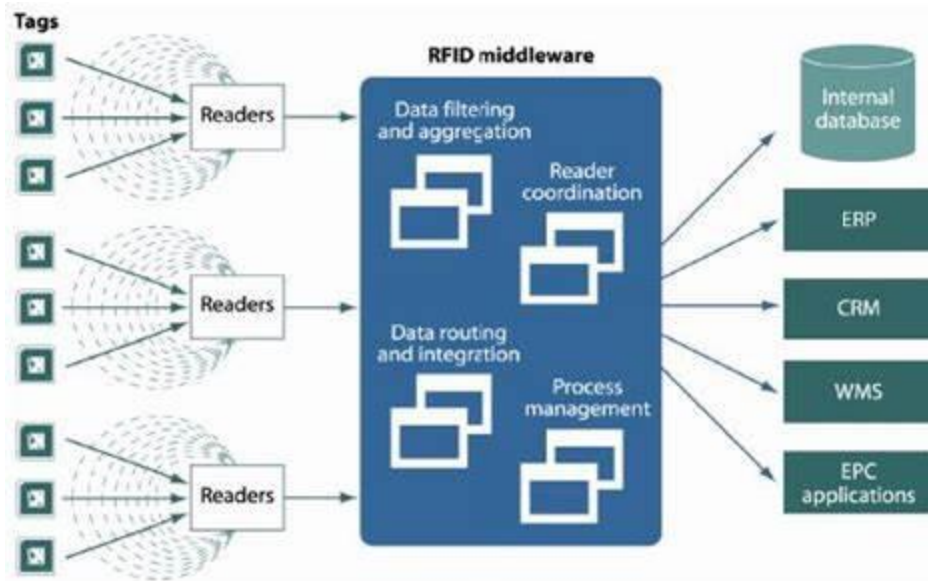 Tags
RFID middleware
Readers
Readers
Readers
Data filtering
and aggregation
Reader
coordination
Data routing
and integrztion
Process
management
Internal
database
ERP
CRM
WMS
EPC
applications